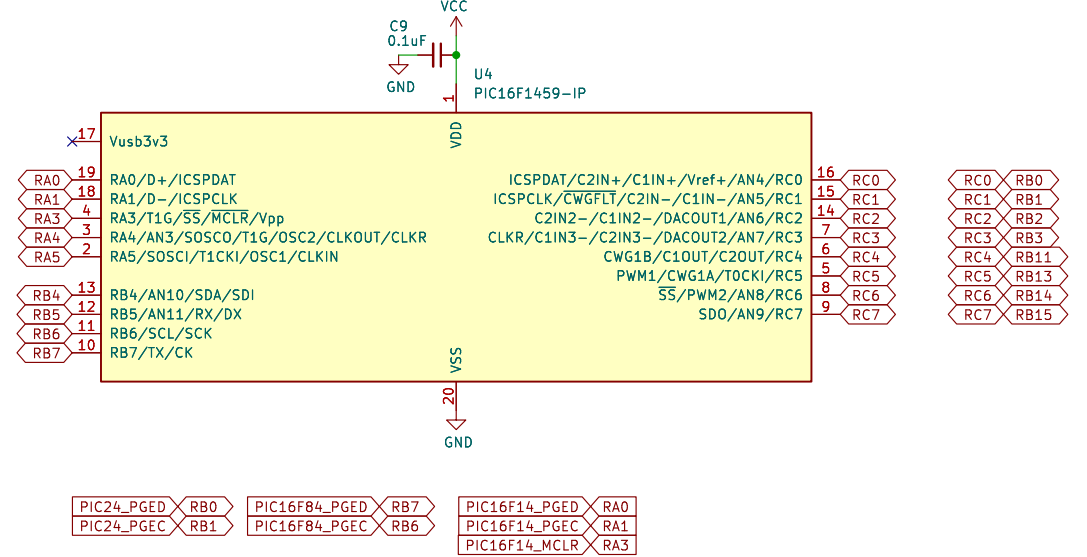 VCC
C9
0.1uF
GND
U4
PIC16F1459-IP
1
VDD
17 Vusb3v3
RA0 19 RA0/D+/ICSPDAT
RA1 18 RA1/D-/ICSPCLK
RA3 4 RA3/T1G/SS/MCLR/Vpp
RA4 3 RA4/AN3/SOSCO/T1G/OSC2/CLKOUT/CLKR
RA5 2 RA5/SOSCI/T1CKI/OSC1/CLKIN
RB4 13 RB4/AN10/SDA/SDI
RB5 12 RB5/AN11/RX/DX
RB6 11 RB6/SCL/SCK
RB7 10 RB7/TX/CK
ICSPDAT/C2IN+/C1IN+/Vref+/AN4/RC0 16 RC0
ICSPCLK/CWGFLT/C2IN-/C1IN-/AN5/RC1 15 RC1
C2IN2-/C1IN2-/DACOUT1/AN6/RC2 14 RC2
CLKR/C1IN3-/C2IN3-/DACOUT2/AN7/RC3 7 RC3
CWG1B/C1OUT/C2OUT/RC4 6 RC4
PWM1/CWG1A/T0CKI/RC5 5 RC5
SS/PWM2/AN8/RC6 8 RC6
SDO/AN9/RC7 9 RC7
RC0 RB0
RC1 RB1
RC2 RB2
RC3 RB3
RC4 RB11
RC5 RB13
RC6 RB14
RC7 RB15
VSS
20
GND
PIC24_PGED RB0
PIC24_PGEC RB1
PIC16F84_PGED RB7
PIC16F84_PGEC RB6
PIC16F14_PGED RA0
PIC16F14_PGEC RA1
PIC16F14_MCLR RA3